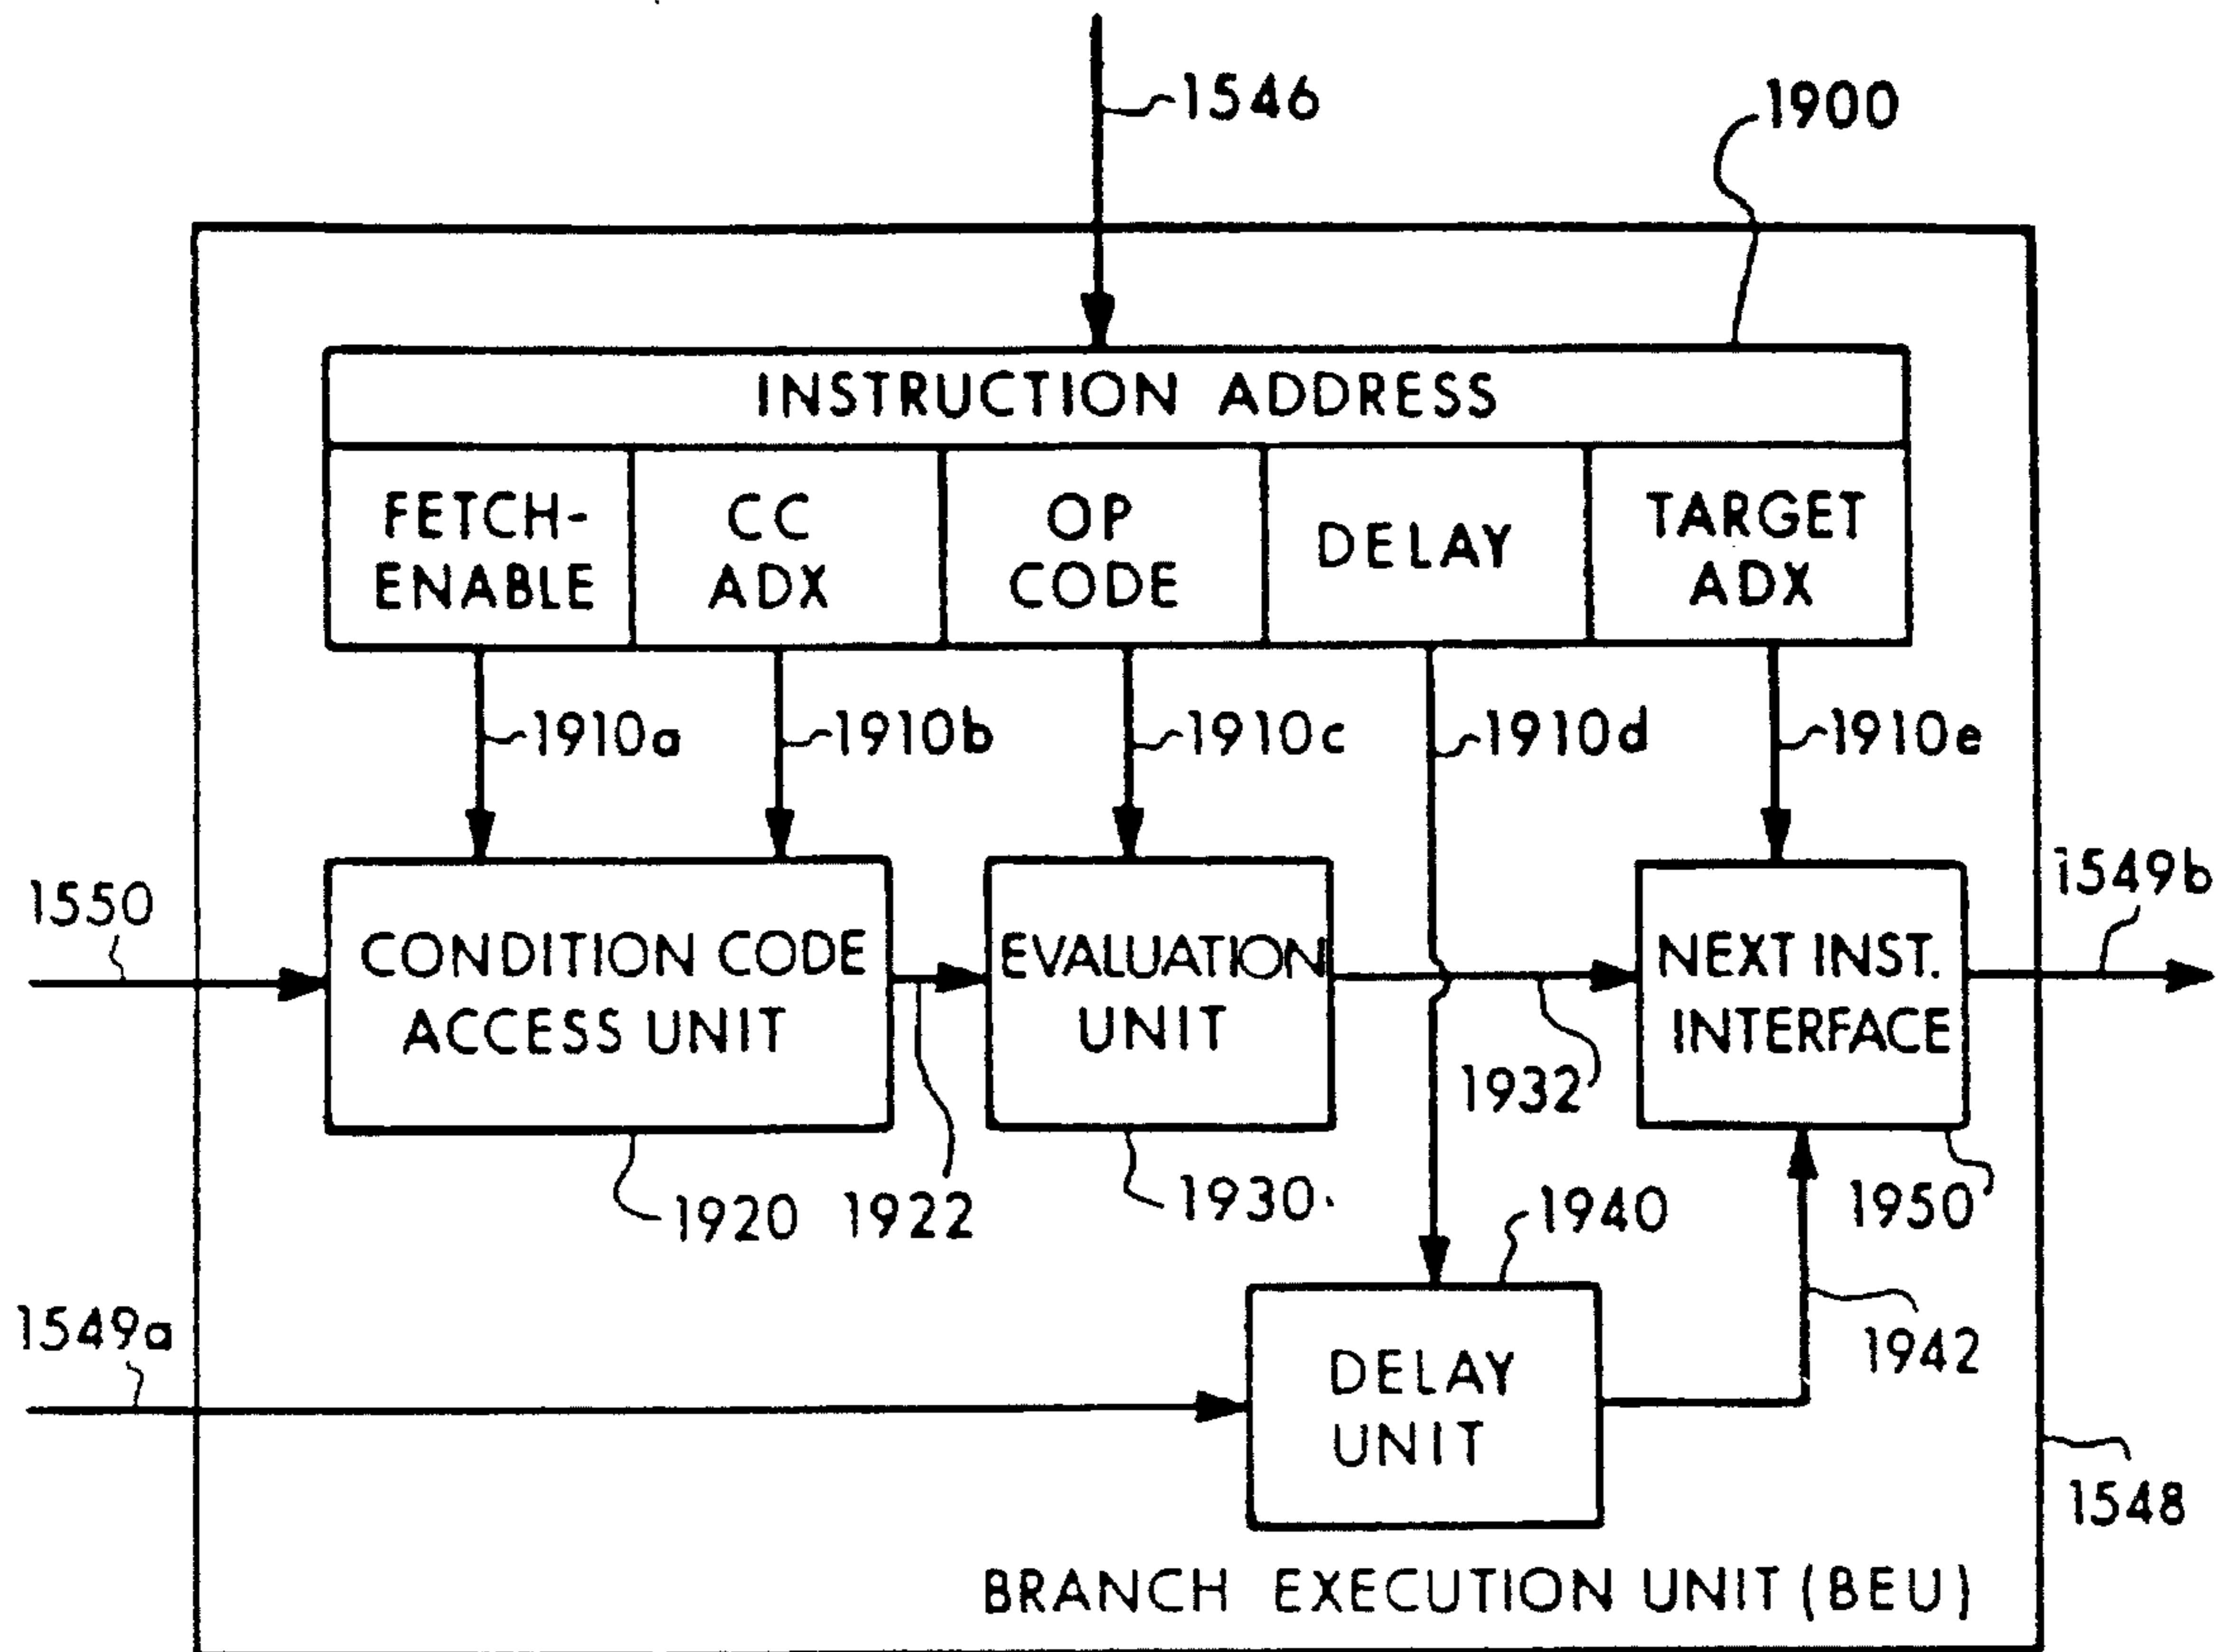 1546
1900
INSTRUCTION ADDRESS
FETCH-
ENABLE
CC
ADX
OP
CODE
DELAY
TARGET
ADX
1910a
1910b
1910c
1910d
1910e
1550
CONDITION CODE
ACCESS UNIT
EVALUATION
UNIT
NEXT INST.
INTERFACE
1549b
1932
1920
1922
1930
1940
1950
1549a
DELAY
UNIT
1942
1548
BRANCH EXECUTION UNIT (BEU)